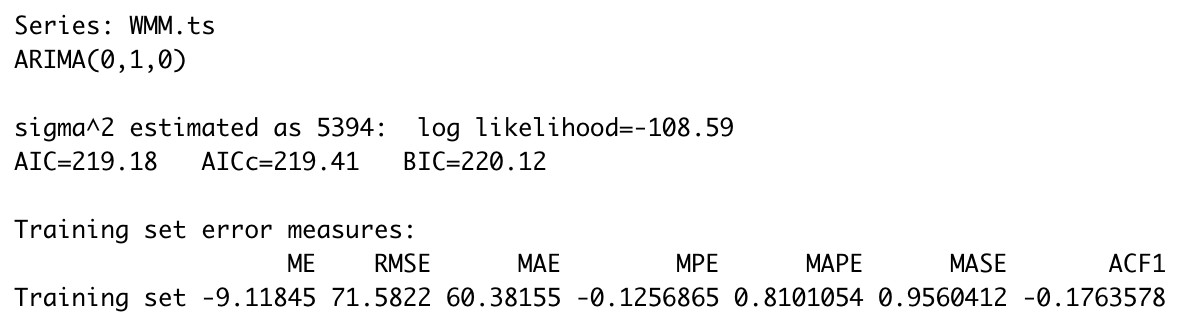 Series: WMM.ts
ARIMA(0,1,0)
sigma^2 estimated as 5394:  log likelihood=-108.59
AIC=219.18   AICc=219.41   BIC=220.12
Training set error measures:
                   ME    RMSE      MAE        MPE      MAPE      MASE       ACF1
Training set -9.11845 71.5822 60.38155 -0.1256865 0.8101054 0.9560412 -0.1763578